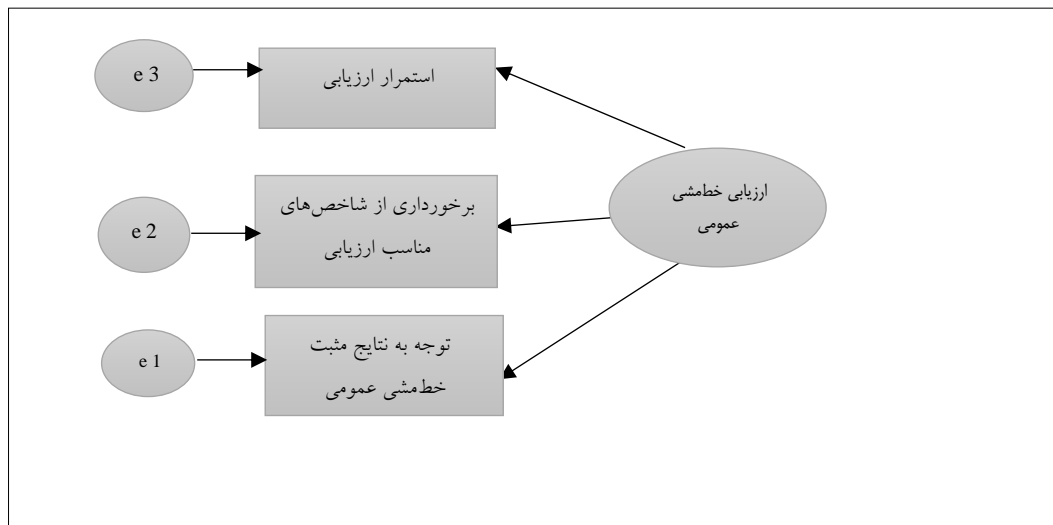 e 3
استمرار ارزیابی
ارزیابی خط‌مشی
عمومی
e 2
برخورداری از شاخص‌های
مناسب ارزیابی
e 1
توجه به نتایج مثبت
خط‌مشی عمومی